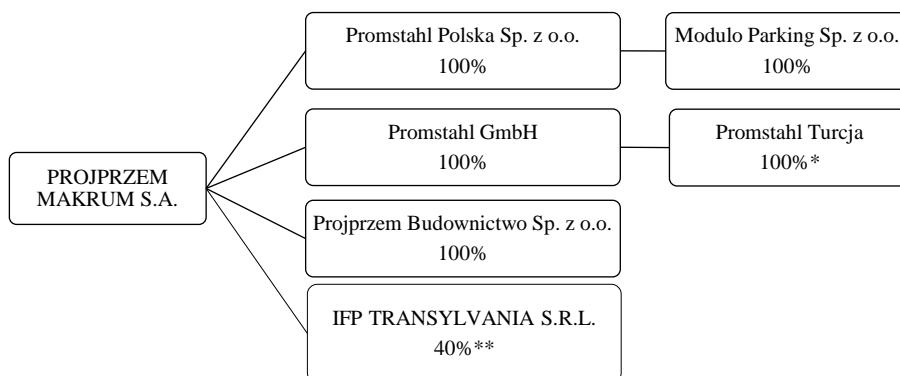 Promstahl Polska Sp. z o.o.
100%
Modulo Parking Sp. z o.o.
100%
Promstahl GmbH
100%
Promstahl Turcja
100%*
PROJPRZEM
MAKRUM S.A.
Projprzem Budownictwo Sp. z o.o.
100%
IFP TRANSYLVANIA S.R.L.
40%**